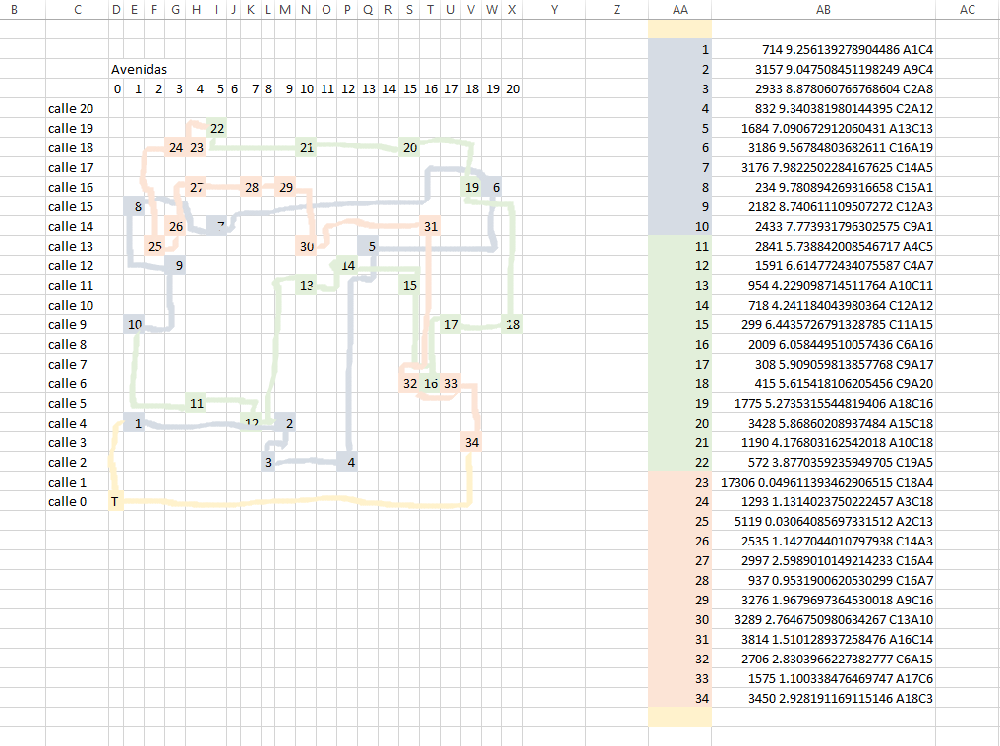 B C D E F G H I J K L M N O P Q R S T U V W X Y Z AA AB AC
1 714 9.256139278904486 A1C4
Avenidas 2 3157 9.047508451198249 A9C4
0 1 2 3 4 5 6 7 8 9 10 11 12 13 14 15 16 17 18 19 20 3 2933 8.878060766768604 C2A8
calle 20 4 832 9.340381980144395 C2A12
calle 19 22 5 1684 7.090672912060431 A13C13
calle 18 24 23 21 20 6 3186 9.56784803682611 C16A19
calle 17 7 3176 7.9822502284167625 C14A5
calle 16 27 28 29 19 6 8 234 9.780894269316658 C15A1
calle 15 8 9 2182 8.740611109507272 C12A3
calle 14 26 7 31 10 2433 7.773931796302575 C9A1
calle 13 25 30 5 11 2841 5.738842008546717 A4C5
calle 12 9 14 12 1591 6.614772434075587 C4A7
calle 11 13 15 13 954 4.229098714511764 A10C11
calle 10 14 718 4.241184043980364 C12A12
calle 9 10 17 18 15 299 6.4435726791328785 C11A15
calle 8 16 2009 6.058449510057436 C6A16
calle 7 17 308 5.909059813857768 C9A17
calle 6 32 16 33 18 415 5.615418106205456 C9A20
calle 5 11 19 1775 5.2735315544819406 A18C16
calle 4 1 12 2 20 3428 5.86860208937484 A15C18
calle 3 34 21 1190 4.176803162542018 A10C18
calle 2 3 4 22 572 3.8770359235949705 C19A5
calle 1 23 17306 0.049611393462906515 C18A4
calle 0 T 24 1293 1.1314023750222457 A3C18
25 5119 0.03064085697331512 A2C13
26 2535 1.1427044010797938 C14A3
27 2997 2.5989010149214233 C16A4
28 937 0.9531900620530299 C16A7
29 3276 1.9679697364530018 A9C16
30 3289 2.7646750980634267 C13A10
31 3814 1.510128937258476 A16C14
32 2706 2.8303966227382777 C6A15
33 1575 1.100338476469747 A17C6
34 3450 2.928191169115146 A18C3